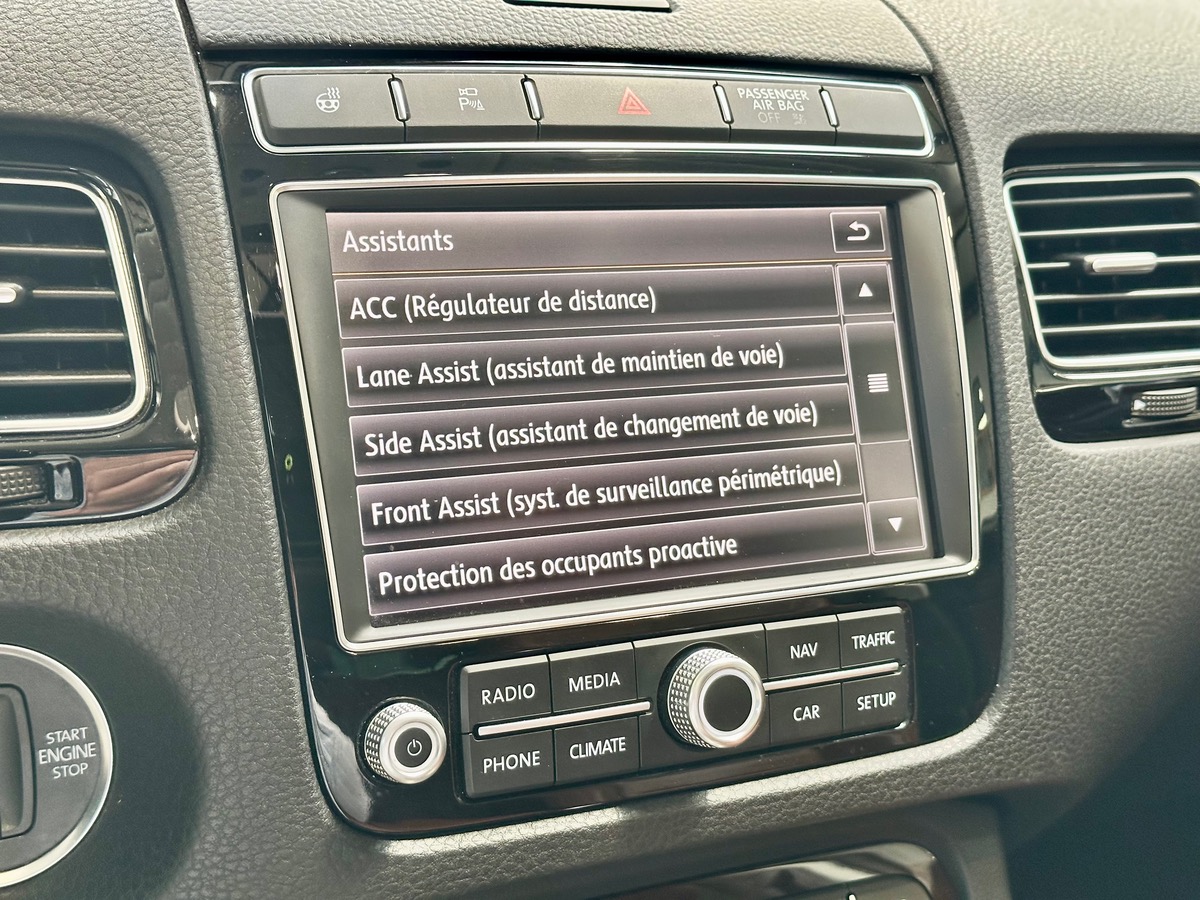 PASSENGER
AIR BAG
OFF
Assistants
ACC (Régulateur de distance)
Lane Assist (assistant de maintien de voie)
Side Assist (assistant de changement de voie)
Front Assist (syst. de surveillance périmétrique)
Protection des occupants proactive
RADIO
MEDIA
NAV
TRAFFIC
PHONE
CLIMATE
CAR
SETUP
START
ENGINE
STOP